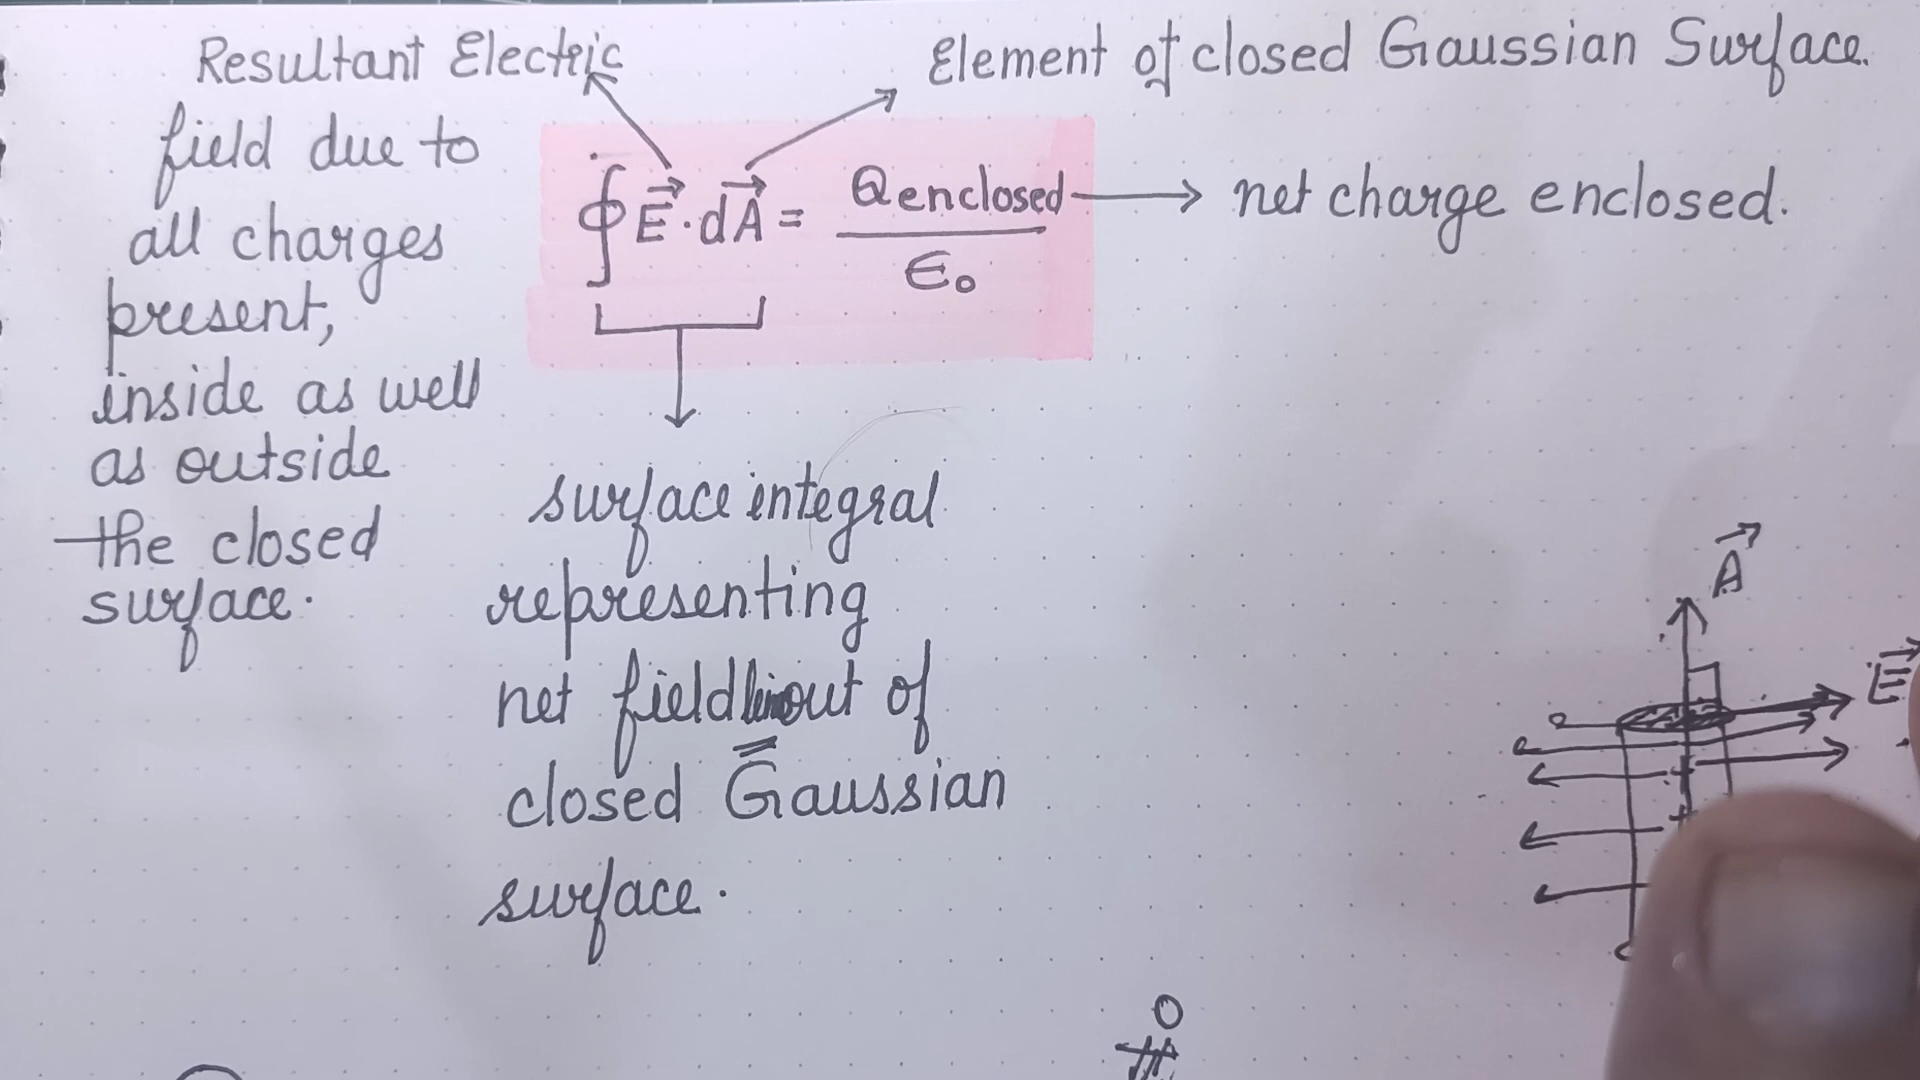 Resultant Electric
field due to
all charges
present,
inside as well
as outside
the closed
surface.
Element of closed Gaussian Surface.
∮E⃗·dA⃗ = Qenclosed/ϵ₀
net charge enclosed.
surface integral
representing
net field out of
closed Gaussian
surface.
A⃗
E⃗